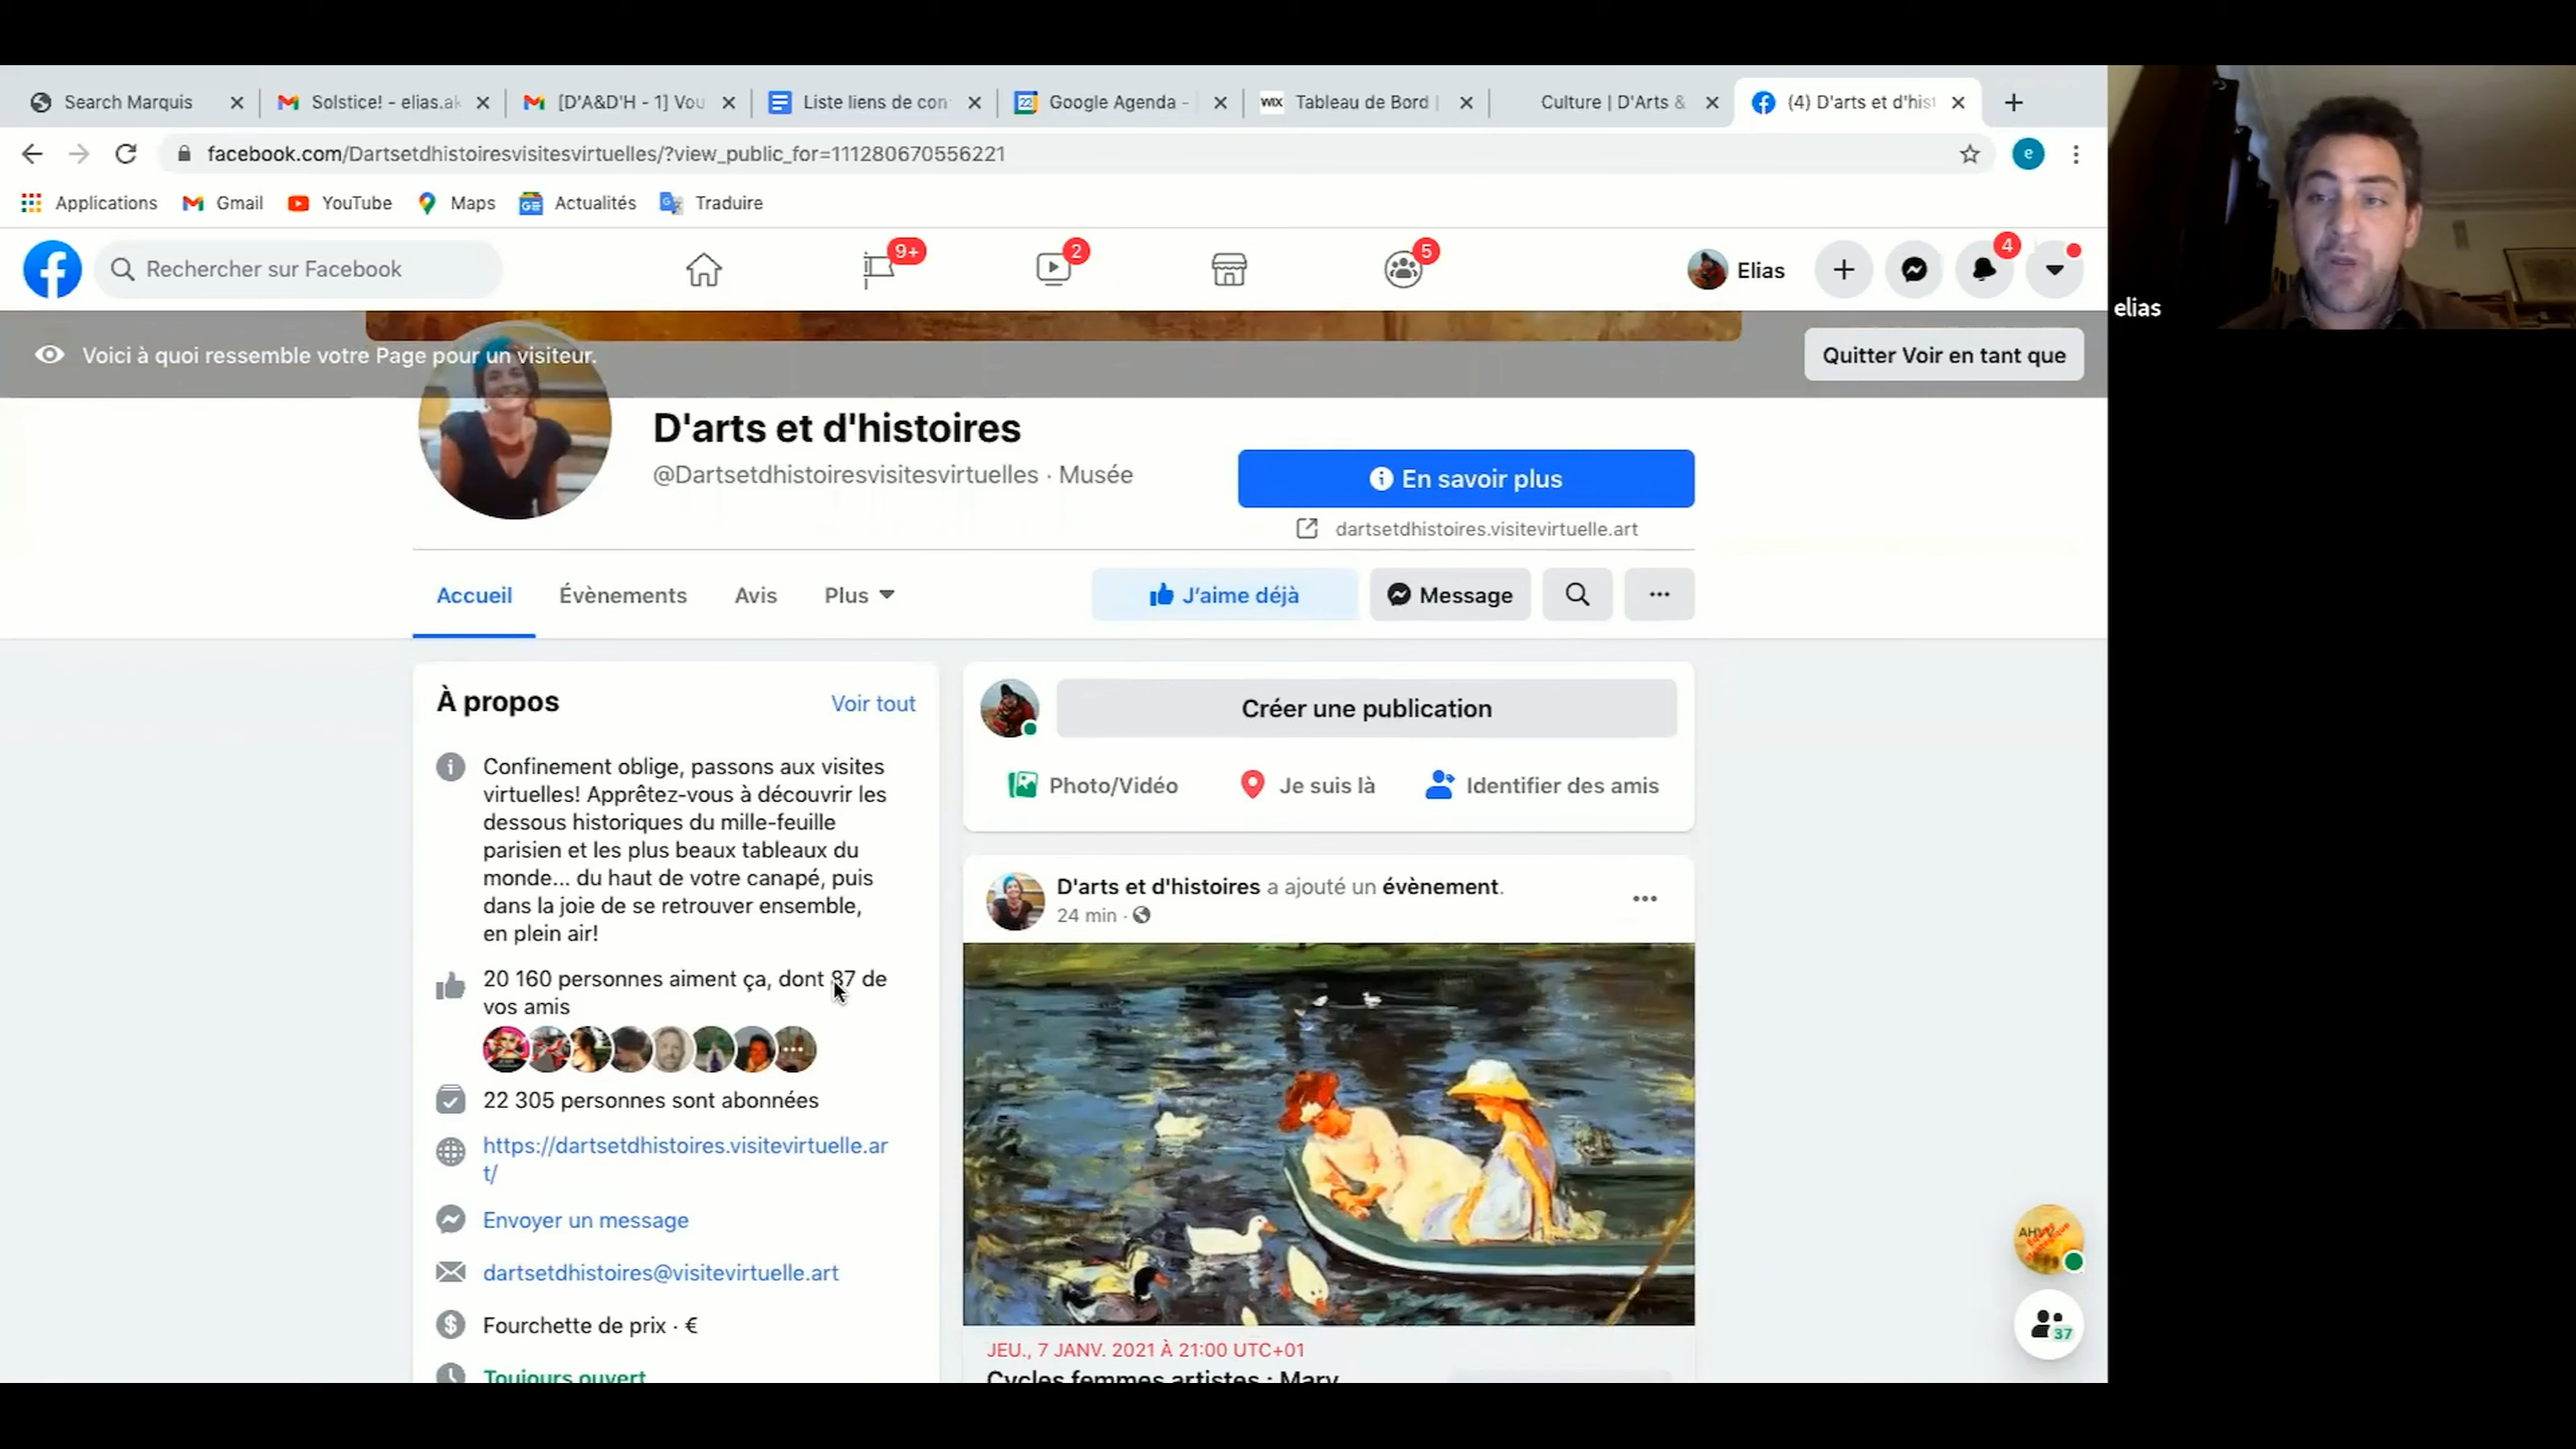 Search Marquis
Solstice! - elias.ak
[D'A&D'H - 1] Vou
Liste liens de con
Google Agenda -
Tableau de Bord |
Culture | D'Arts &
(4) D'arts et d'hist
facebook.com/Dartsetdhistoiresvisitesvirtuelles/?view_public_for=111280670556221
e
Applications
Gmail
YouTube
Maps
Actualités
Traduire
Rechercher sur Facebook
9+
2
5
Elias
4
elias
Voici à quoi ressemble votre Page pour un visiteur.
Quitter Voir en tant que
D'arts et d'histoires
@Dartsetdhistoiresvisitesvirtuelles · Musée
En savoir plus
dartsetdhistoires.visitevirtuelle.art
Accueil
Évènements
Avis
Plus
J'aime déjà
Message
À propos
Voir tout
Confinement oblige, passons aux visites
virtuelles! Apprêtez-vous à découvrir les
dessous historiques du mille-feuille
parisien et les plus beaux tableaux du
monde... du haut de votre canapé, puis
dans la joie de se retrouver ensemble,
en plein air!
20 160 personnes aiment ça, dont 87 de
vos amis
22 305 personnes sont abonnées
https://dartsetdhistoires.visitevirtuelle.ar
t/
Envoyer un message
dartsetdhistoires@visitevirtuelle.art
Fourchette de prix · €
Toujours ouvert
Créer une publication
Photo/Vidéo
Je suis là
Identifier des amis
D'arts et d'histoires a ajouté un évènement.
24 min ·
JEU., 7 JANV. 2021 À 21:00 UTC+01
Cycles femmes artistes : Mary
AHVV
37